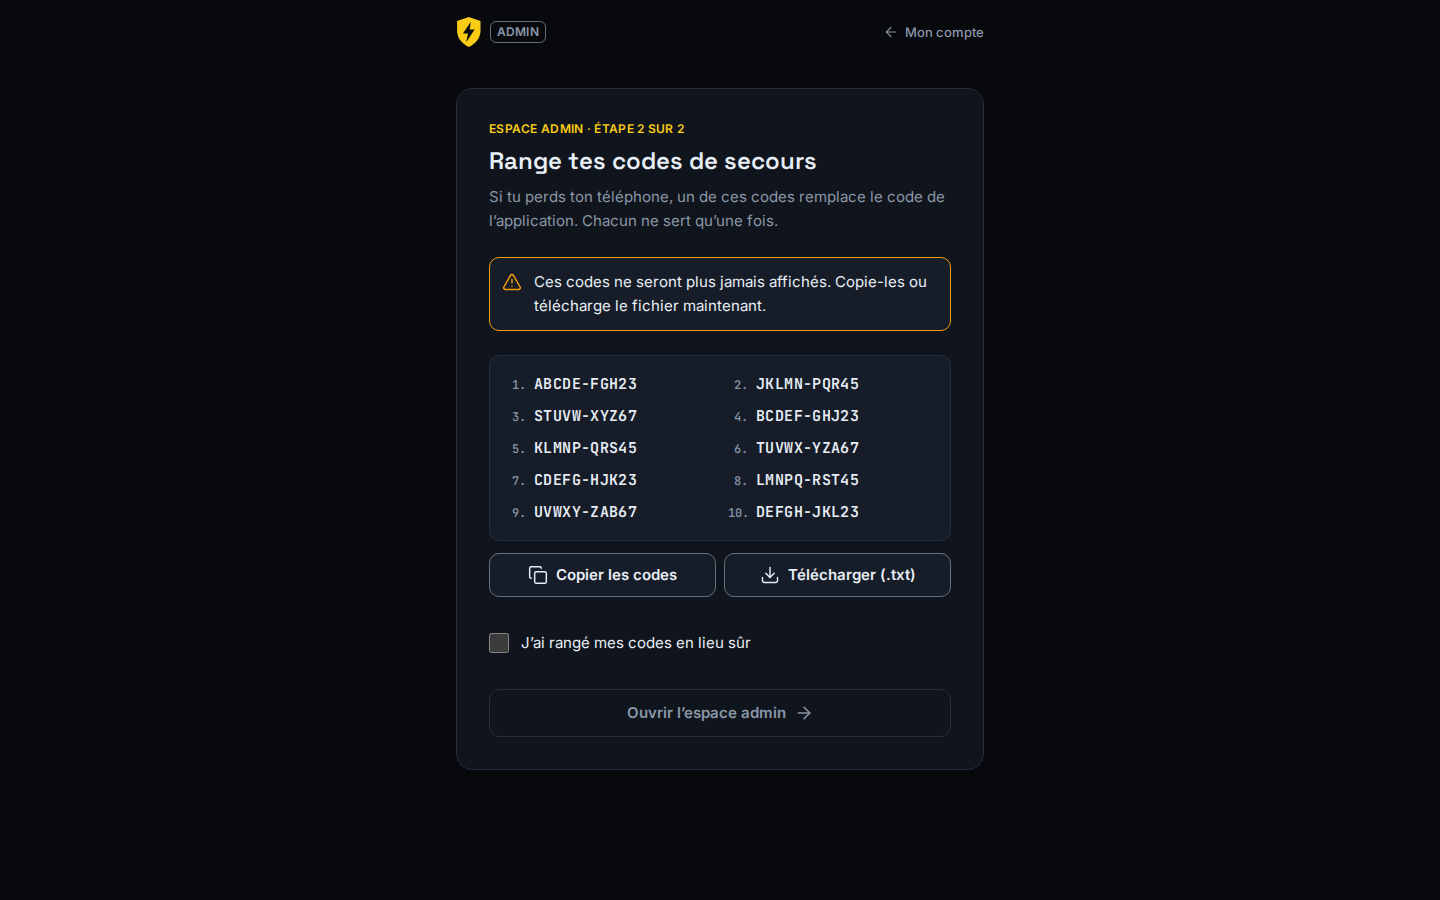 ADMIN
Mon compte
ESPACE ADMIN · ÉTAPE 2 SUR 2
Range tes codes de secours
Si tu perds ton téléphone, un de ces codes remplace le code de
l’application. Chacun ne sert qu’une fois.
Ces codes ne seront plus jamais affichés. Copie-les ou
télécharge le fichier maintenant.
1. ABCDE-FGH23 2. JKLMN-PQR45
3. STUVW-XYZ67 4. BCDEF-GHJ23
5. KLMNP-QRS45 6. TUVWX-YZA67
7. CDEFG-HJK23 8. LMNPQ-RST45
9. UVWXY-ZAB67 10. DEFGH-JKL23
Copier les codes
Télécharger (.txt)
J’ai rangé mes codes en lieu sûr
Ouvrir l’espace admin